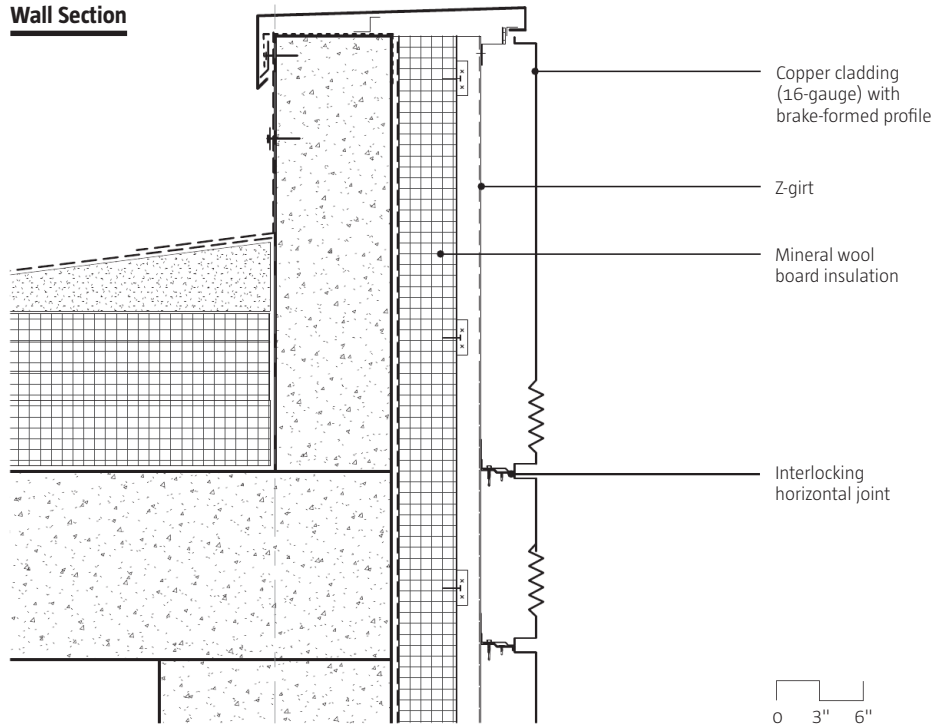 Wall Section
Copper cladding
(16-gauge) with
brake-formed profile
Z-girt
Mineral wool
board insulation
Interlocking
horizontal joint
0 3" 6"